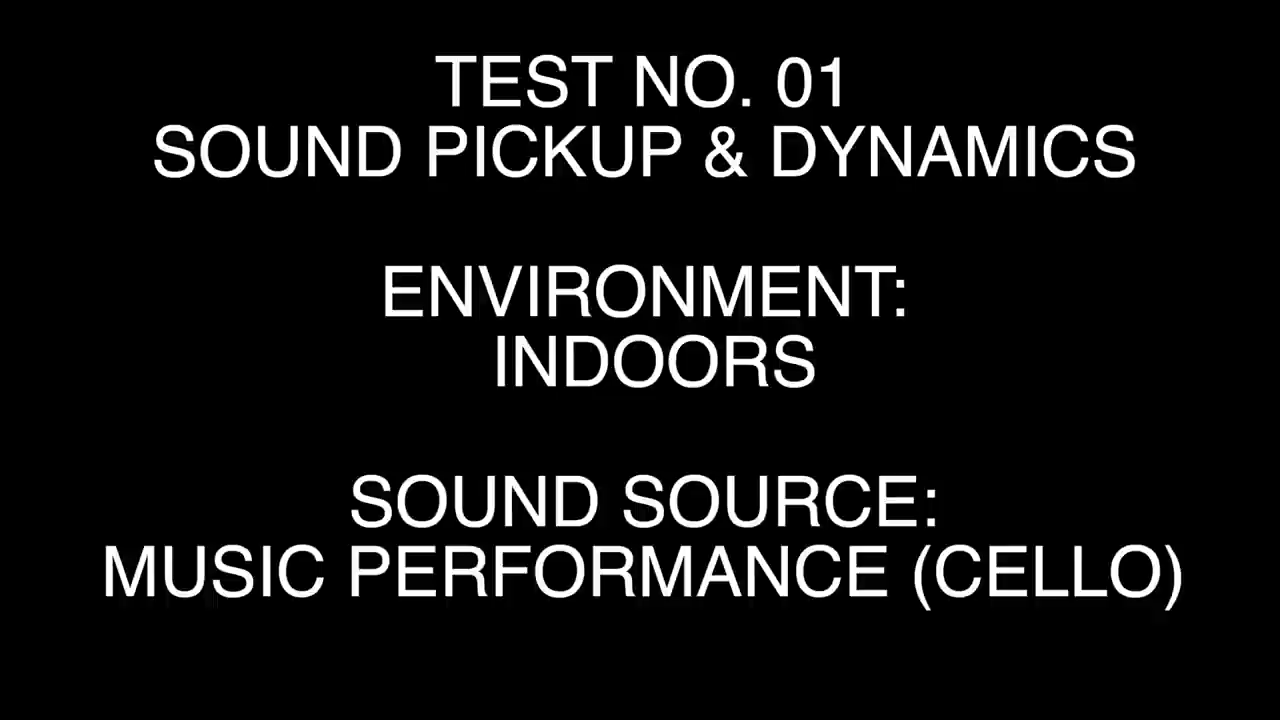 TEST NO. 01
SOUND PICKUP & DYNAMICS
ENVIRONMENT:
INDOORS
SOUND SOURCE:
MUSIC PERFORMANCE (CELLO)